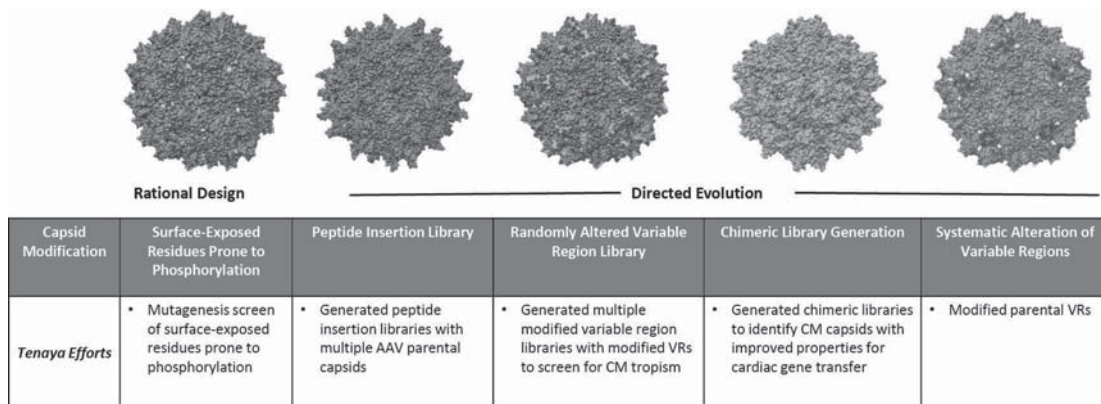 Rational Design
Directed Evolution
Capsid
Modification
Surface-Exposed
Residues Prone to
Phosphorylation
Peptide Insertion Library
Randomly Altered Variable
Region Library
Chimeric Library Generation
Systematic Alteration of
Variable Regions
Tenaya Efforts
• Mutagenesis screen
of surface-exposed
residues prone to
phosphorylation
• Generated peptide
insertion libraries with
multiple AAV parental
capsids
• Generated multiple
modified variable region
libraries with modified VRs
to screen for CM tropism
• Generated chimeric libraries
to identify CM capsids with
improved properties for
cardiac gene transfer
• Modified parental VRs